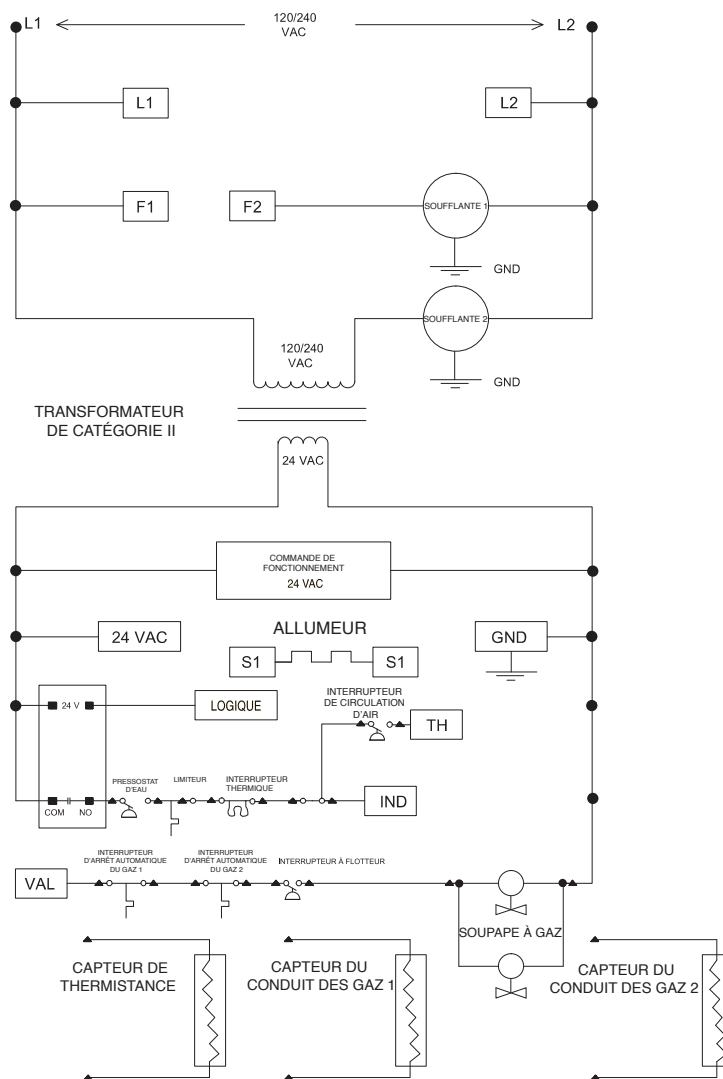 L1
120/240
VAC
L2
L1
L2
F1
F2
SOUFFLANTE 1
GND
SOUFFLANTE 2
120/240
VAC
GND
TRANSFORMATEUR
DE CATÉGORIE II
24 VAC
COMMANDE DE
FONCTIONNEMENT
24 VAC
ALLUMEUR
24 VAC
GND
S1
S1
INTERRUPTEUR
DE CIRCULATION
D'AIR
24 V
LOGIQUE
TH
PRESSOSTAT
D'EAU
LIMITEUR
INTERRUPTEUR
THERMIQUE
COM
NO
IND
INTERRUPTEUR
D'ARRÊT AUTOMATIQUE
DU GAZ 1
INTERRUPTEUR
D'ARRÊT AUTOMATIQUE
DU GAZ 2
INTERRUPTEUR À FLOTTEUR
VAL
SOUPAPE À GAZ
CAPTEUR DE
THERMISTANCE
CAPTEUR DU
CONDUIT DES GAZ 1
CAPTEUR DU
CONDUIT DES GAZ 2